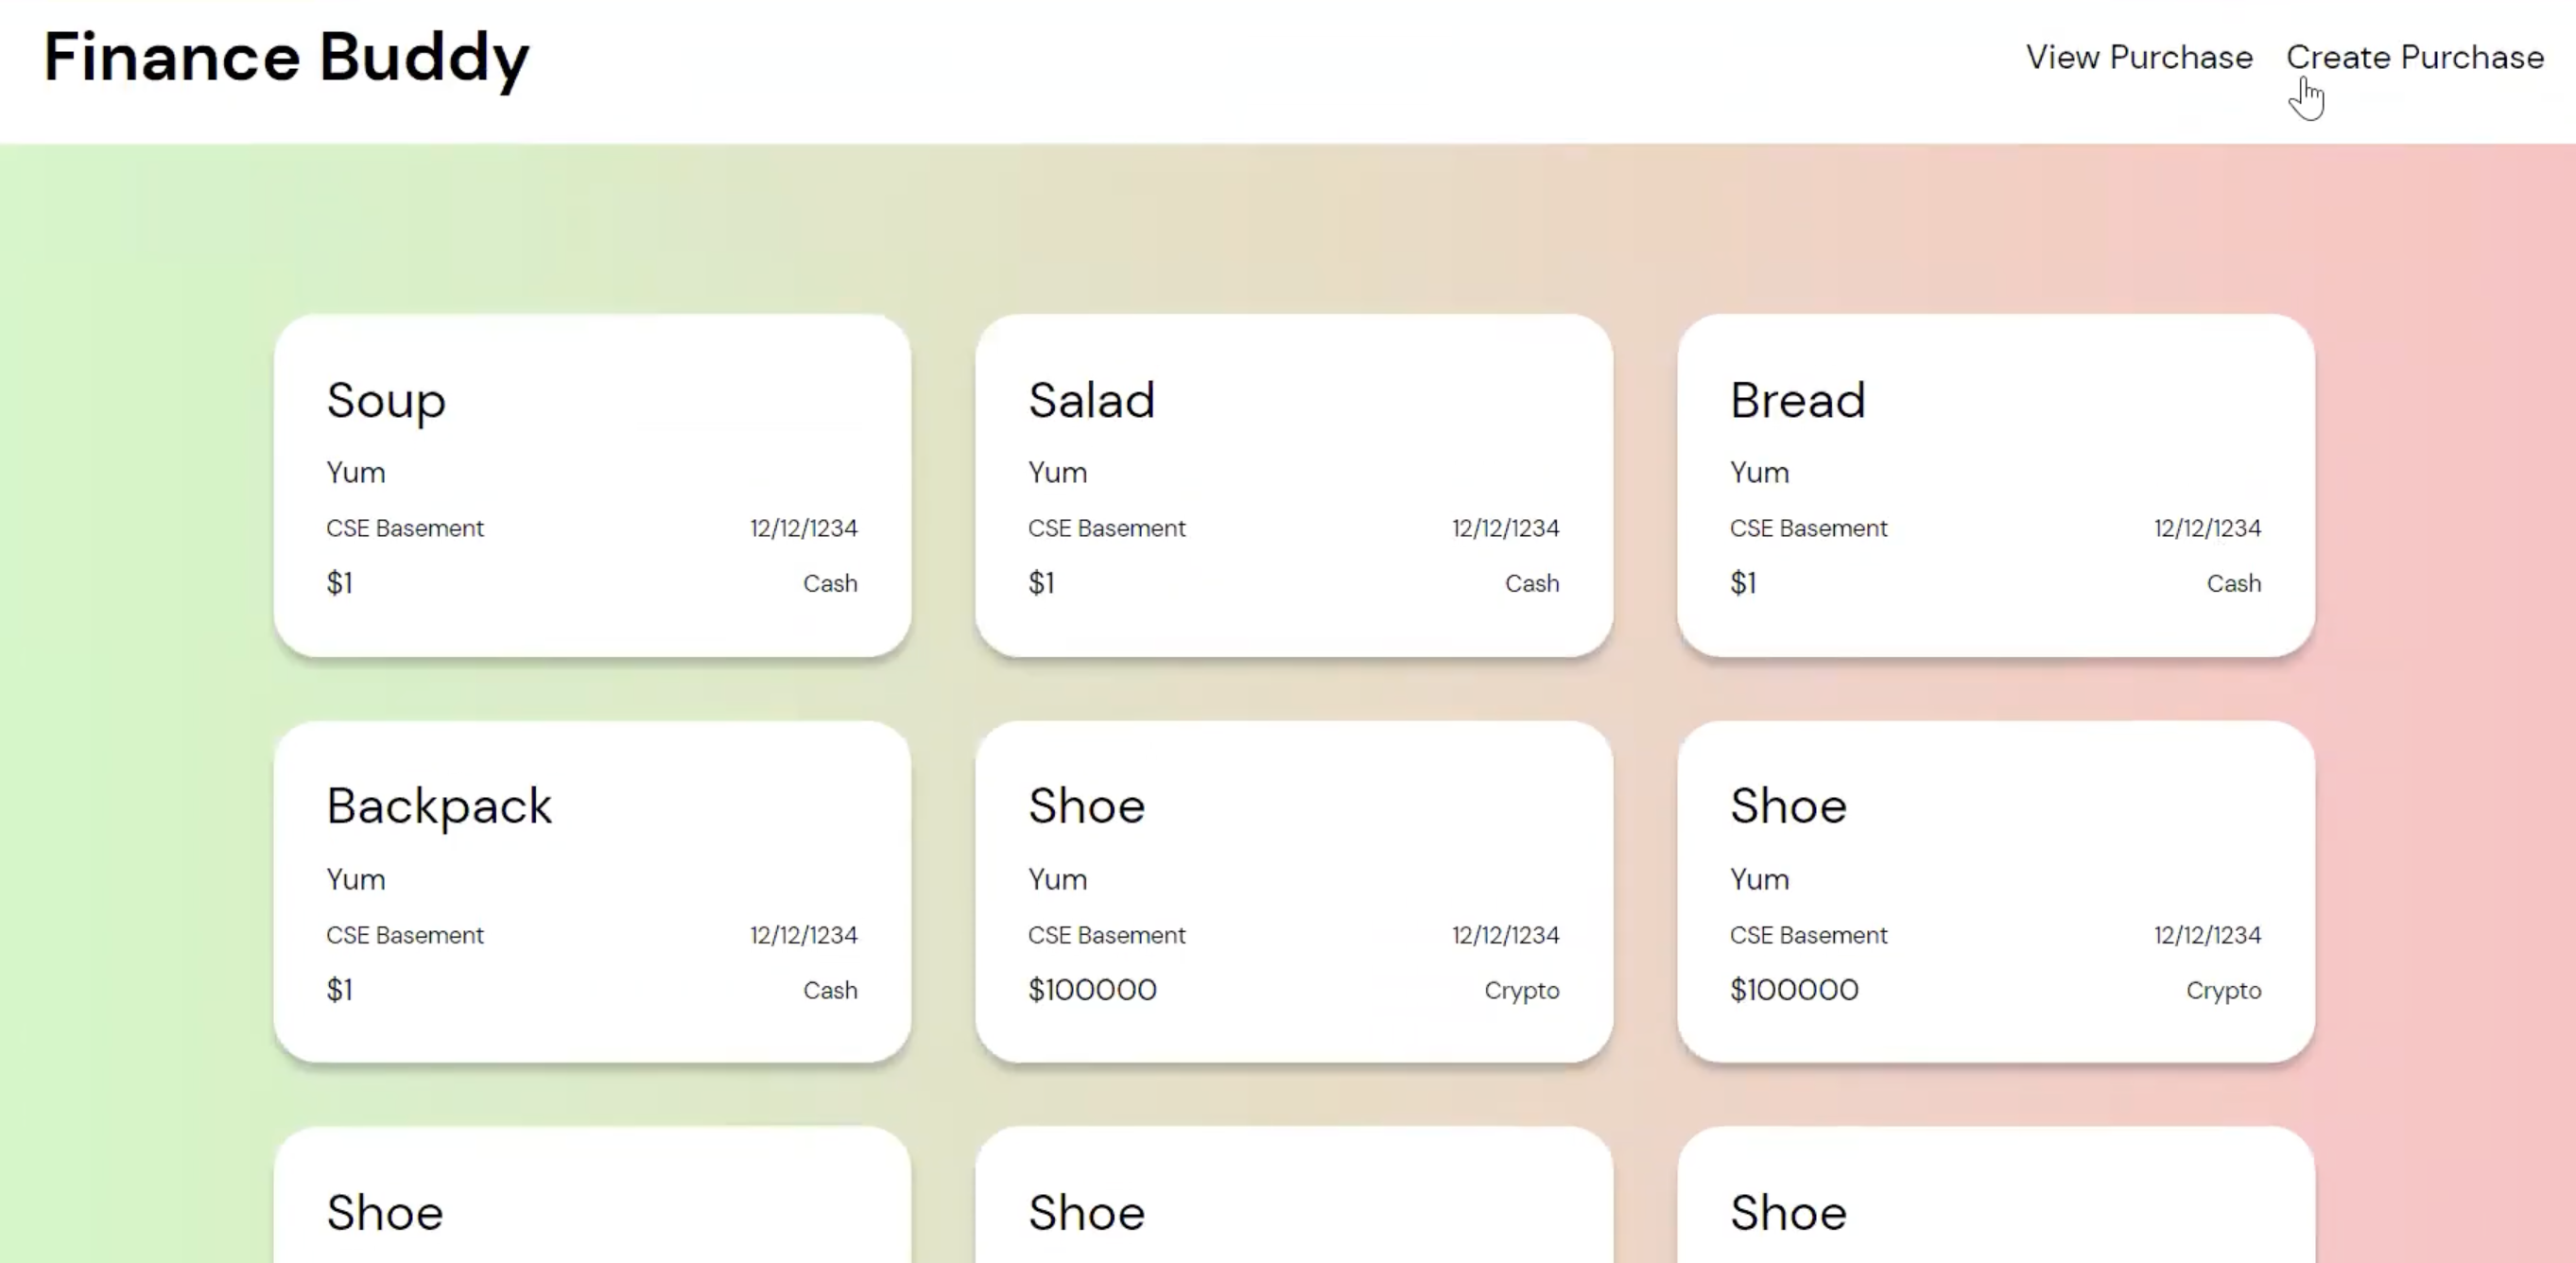 Finance Buddy
View Purchase Create Purchase
Soup
Yum
CSE Basement 12/12/1234
$1 Cash
Salad
Yum
CSE Basement 12/12/1234
$1 Cash
Bread
Yum
CSE Basement 12/12/1234
$1 Cash
Backpack
Yum
CSE Basement 12/12/1234
$1 Cash
Shoe
Yum
CSE Basement 12/12/1234
$100000 Crypto
Shoe
Yum
CSE Basement 12/12/1234
$100000 Crypto
Shoe
Shoe
Shoe